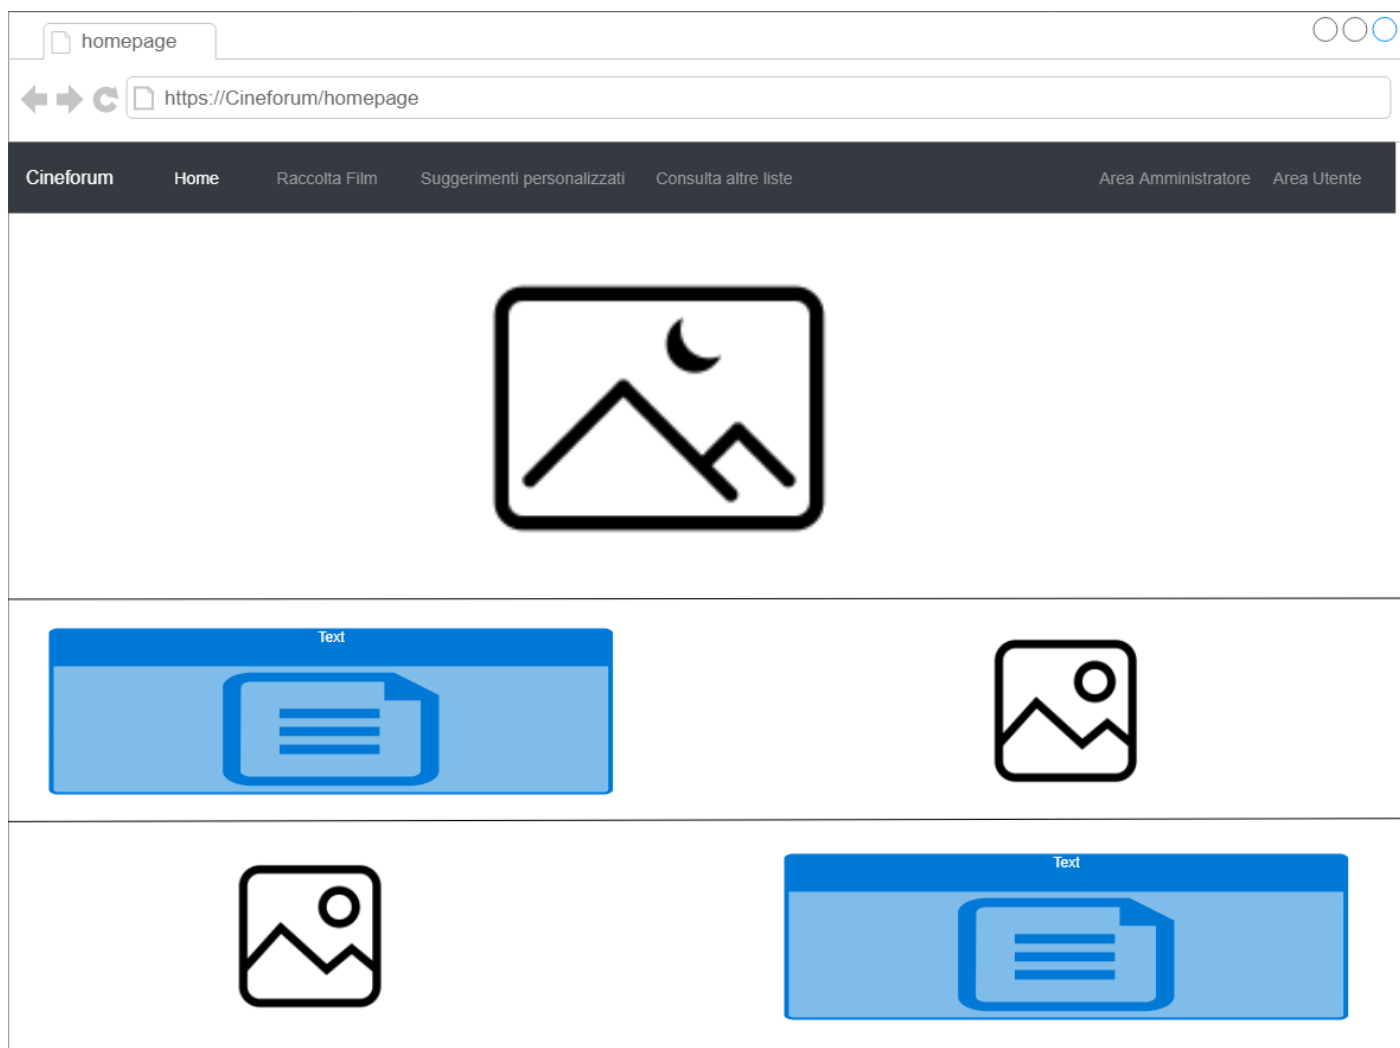 homepage
https://Cineforum/homepage
Cineforum Home Raccolta Film Suggerimenti personalizzati Consulta altre liste Area Amministratore Area Utente
Text
Text